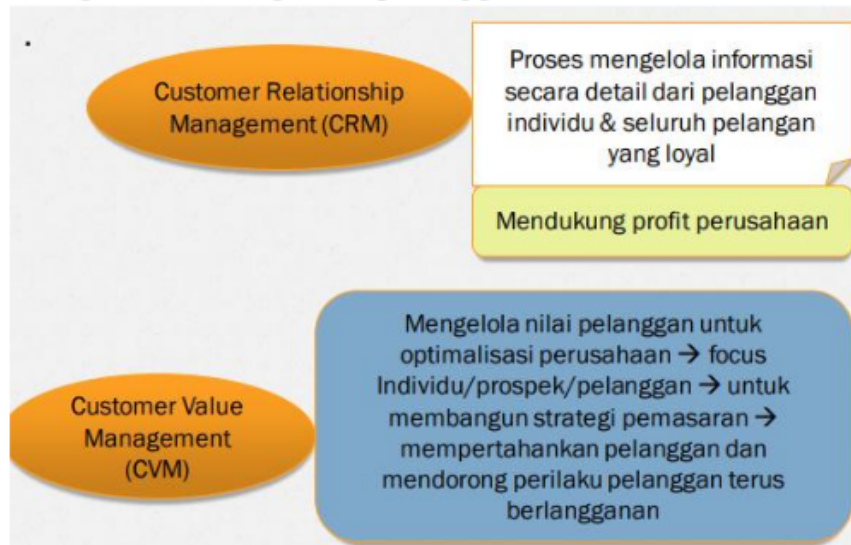 .
Customer Relationship
Management (CRM)
Proses mengelola informasi
secara detail dari pelanggan
individu & seluruh pelangan
yang loyal
Mendukung profit perusahaan
Customer Value
Management
(CVM)
Mengelola nilai pelanggan untuk
optimalisasi perusahaan → focus
Individu/prospek/pelanggan → untuk
membangun strategi pemasaran →
mempertahankan pelanggan dan
mendorong perilaku pelanggan terus
berlangganan